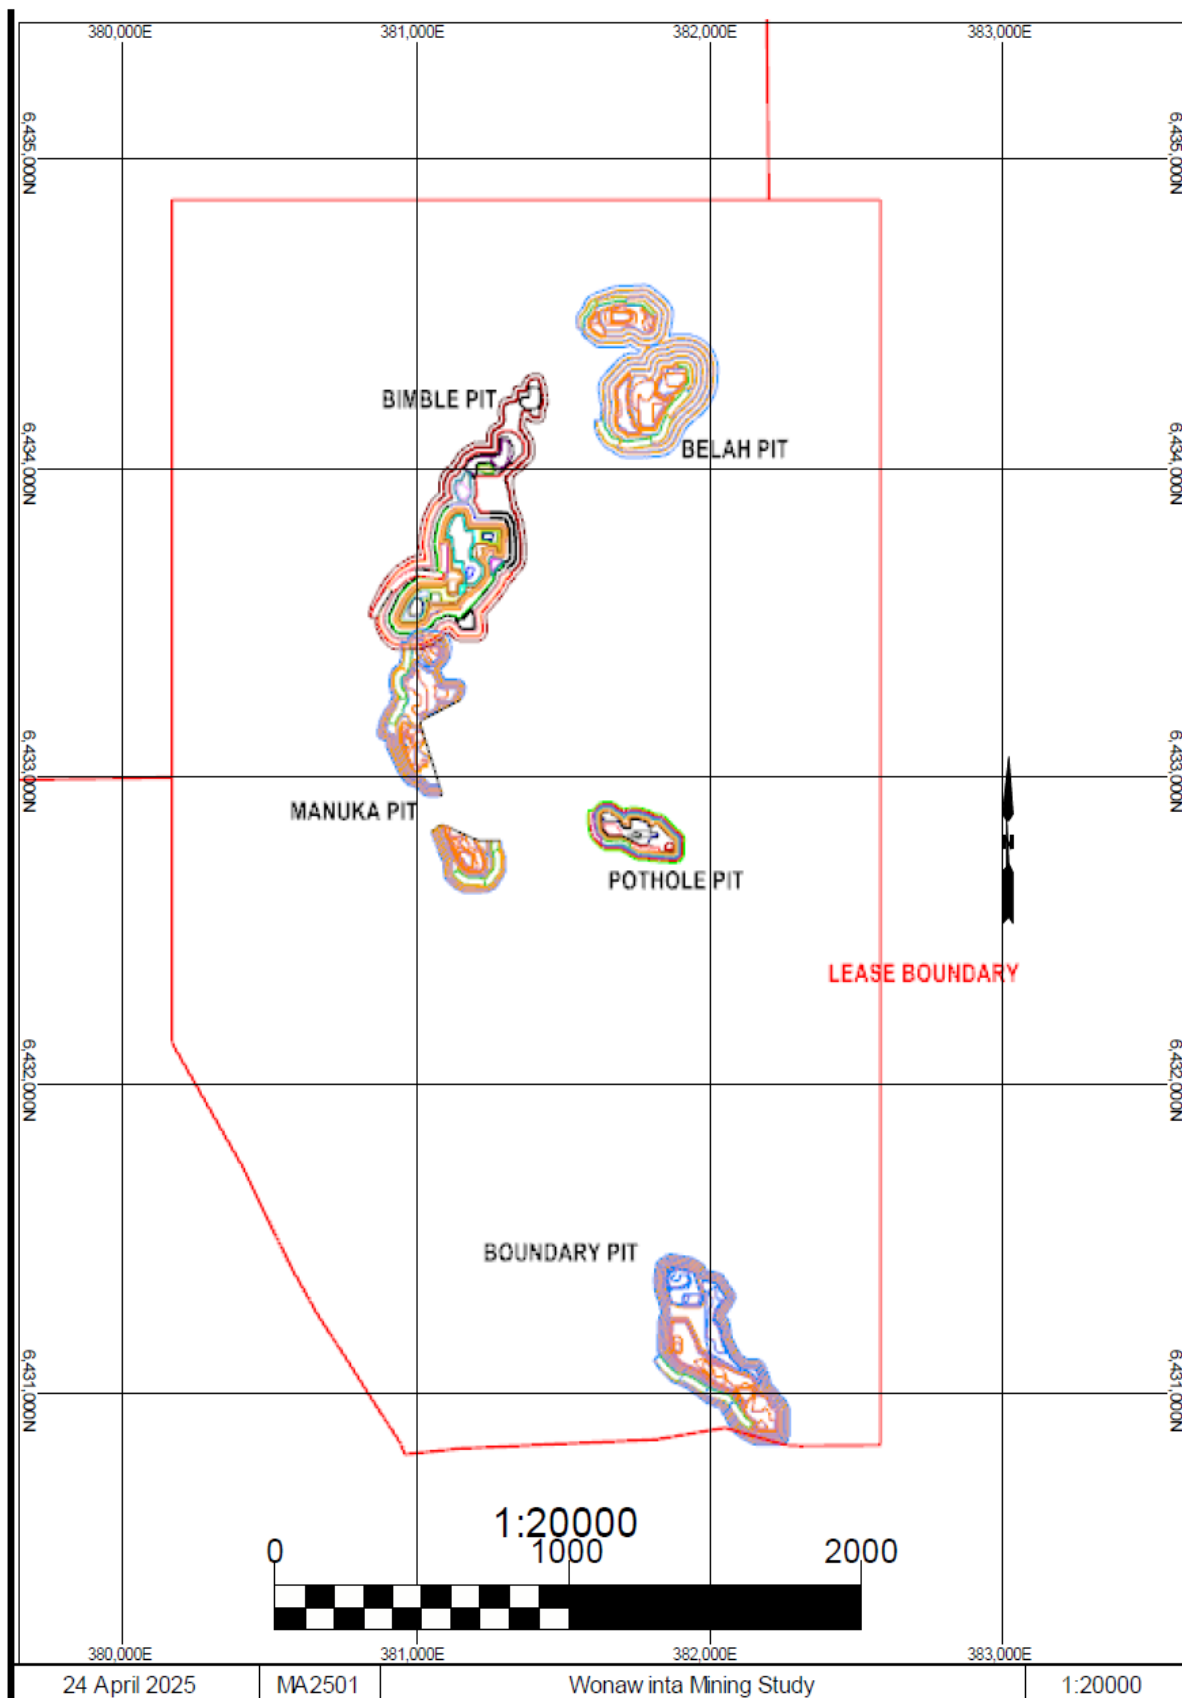 380,000E 381,000E 382,000E 383,000E
6,435,000N 6,435,000N
BIMBLE PIT
BELAH PIT
6,434,000N 6,434,000N
6,433,000N 6,433,000N
MANUKA PIT
POTHOLE PIT
LEASE BOUNDARY
6,432,000N 6,432,000N
BOUNDARY PIT
6,431,000N 6,431,000N
1:20000
0 1000 2000
380,000E 381,000E 382,000E 383,000E
24 April 2025 MA2501 Wonawinta Mining Study 1:20000